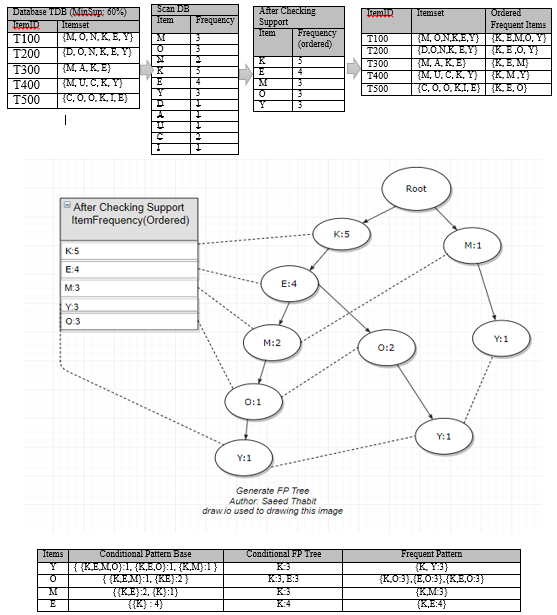 Database TDB (MinSup: 60%)
ItemID Itemset
T100 {M, O, N, K, E, Y}
T200 {D, O, N, K, E, Y}
T300 {M, A, K, E}
T400 {M, U, C, K, Y}
T500 {C, O, O, K, I, E}
Scan DB
Item Frequency
M 3
O 3
N 2
K 5
E 4
Y 3
D 1
A 1
U 1
C 2
I 1
After Checking
Support
Item Frequency
(ordered)
K 5
E 4
M 3
O 3
Y 3
ItemID Itemset Ordered
Frequent Items
T100 {M, O,N,K,E,Y} {K, E,M,O, Y}
T200 {D,O,N,K, E, Y} {K, E ,O, Y}
T300 {M, A, K, E} {K, E, M}
T400 {M, U, C, K, Y} {K, M,Y}
T500 {C, O, O, K,I, E} {K, E, O}
After Checking Support
ItemFrequency(Ordered)
K:5
E:4
M:3
Y:3
O:3
Root
K:5
M:1
E:4
M:2
O:2
Y:1
O:1
Y:1
Y:1
Generate FP Tree
Author: Saeed Thabit
draw.io used to drawing this image
Items Conditional Pattern Base Conditional FP Tree Frequent Pattern
Y { {K,E,M,O}:1, {K,E,O}:1, {K,M}:1 } K:3 {K, Y:3}
O {{K,E,M}:1, {KE}:2 } K:3, E:3 {K,O:3},{E,O:3},{K,E,O:3}
M {{K,E}:2, {K}:1} K:3 {K,M:3}
E {{K} : 4} K:4 {K,E:4}